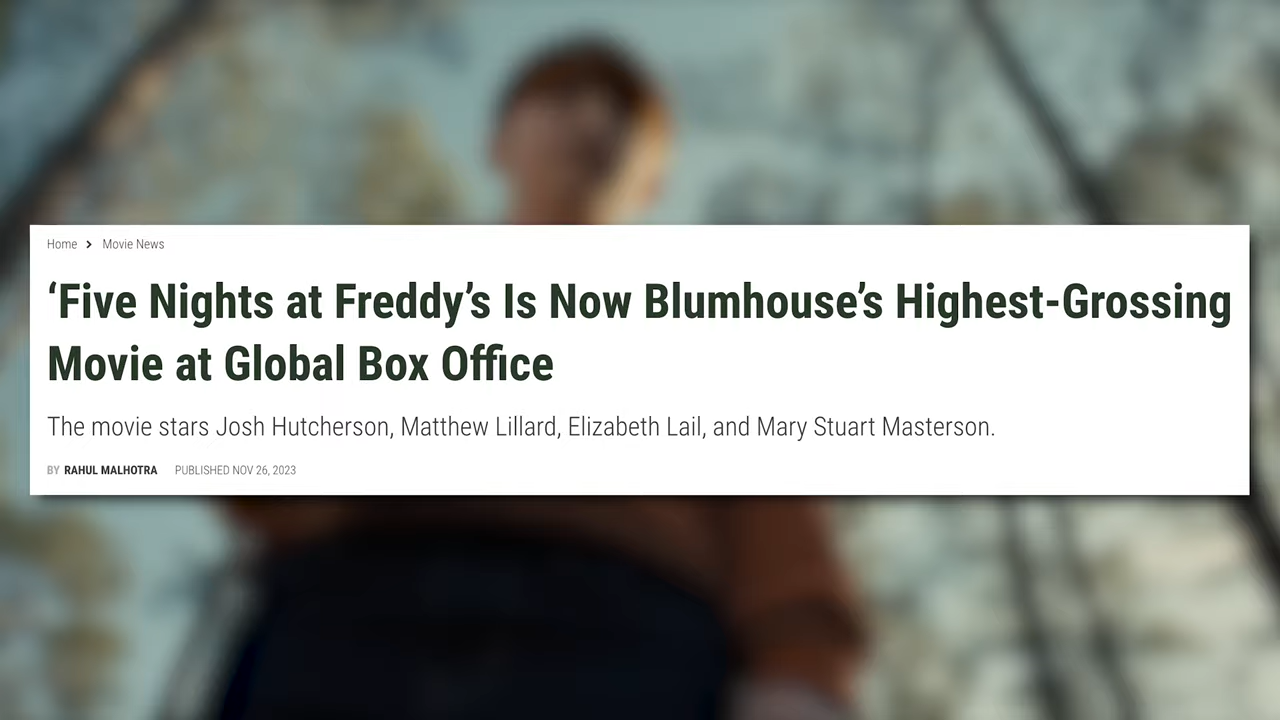 Home > Movie News
‘Five Nights at Freddy’s Is Now Blumhouse’s Highest-Grossing
Movie at Global Box Office
The movie stars Josh Hutcherson, Matthew Lillard, Elizabeth Lail, and Mary Stuart Masterson.
BY RAHUL MALHOTRA PUBLISHED NOV 26, 2023